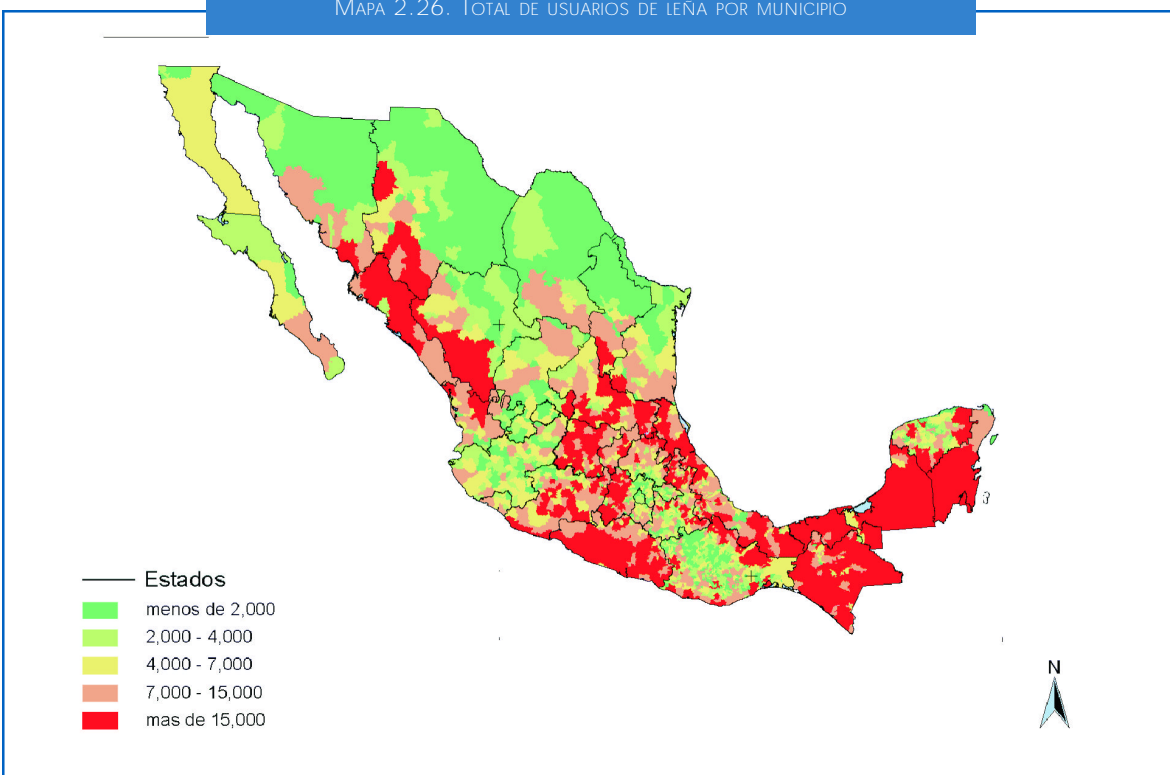 MAPA 2.26. TOTAL DE USUARIOS DE LEÑA POR MUNICIPIO
Estados
menos de 2,000
2,000 - 4,000
4,000 - 7,000
7,000 - 15,000
mas de 15,000
N